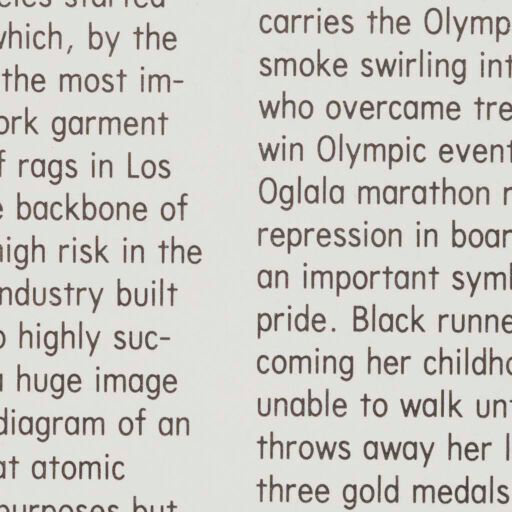 started
which, by the
the most im-
ork garment
f rags in Los
e backbone of
high risk in the
industry built
o highly suc-
a huge image
diagram of an
at atomic
purposes but
carries the Olymp
smoke swirling int
who overcame tre
win Olympic event
Oglala marathon r
repression in boar
an important symb
pride. Black runne
coming her childho
unable to walk unt
throws away her l
three gold medals